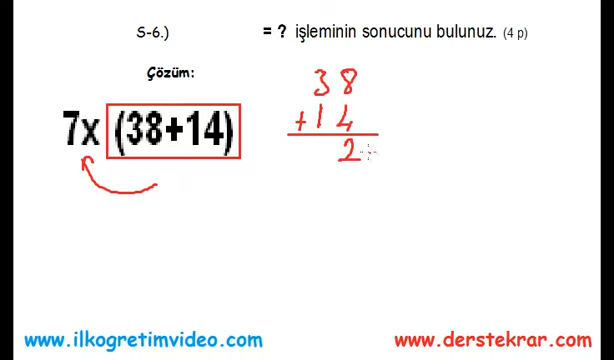 S-6.) = ? işleminin sonucunu bulunuz. (4 p)
Çözüm:
7x (38+14)
38
+14
2
www.ilkogretimvideo.com
www.derstekrar.com